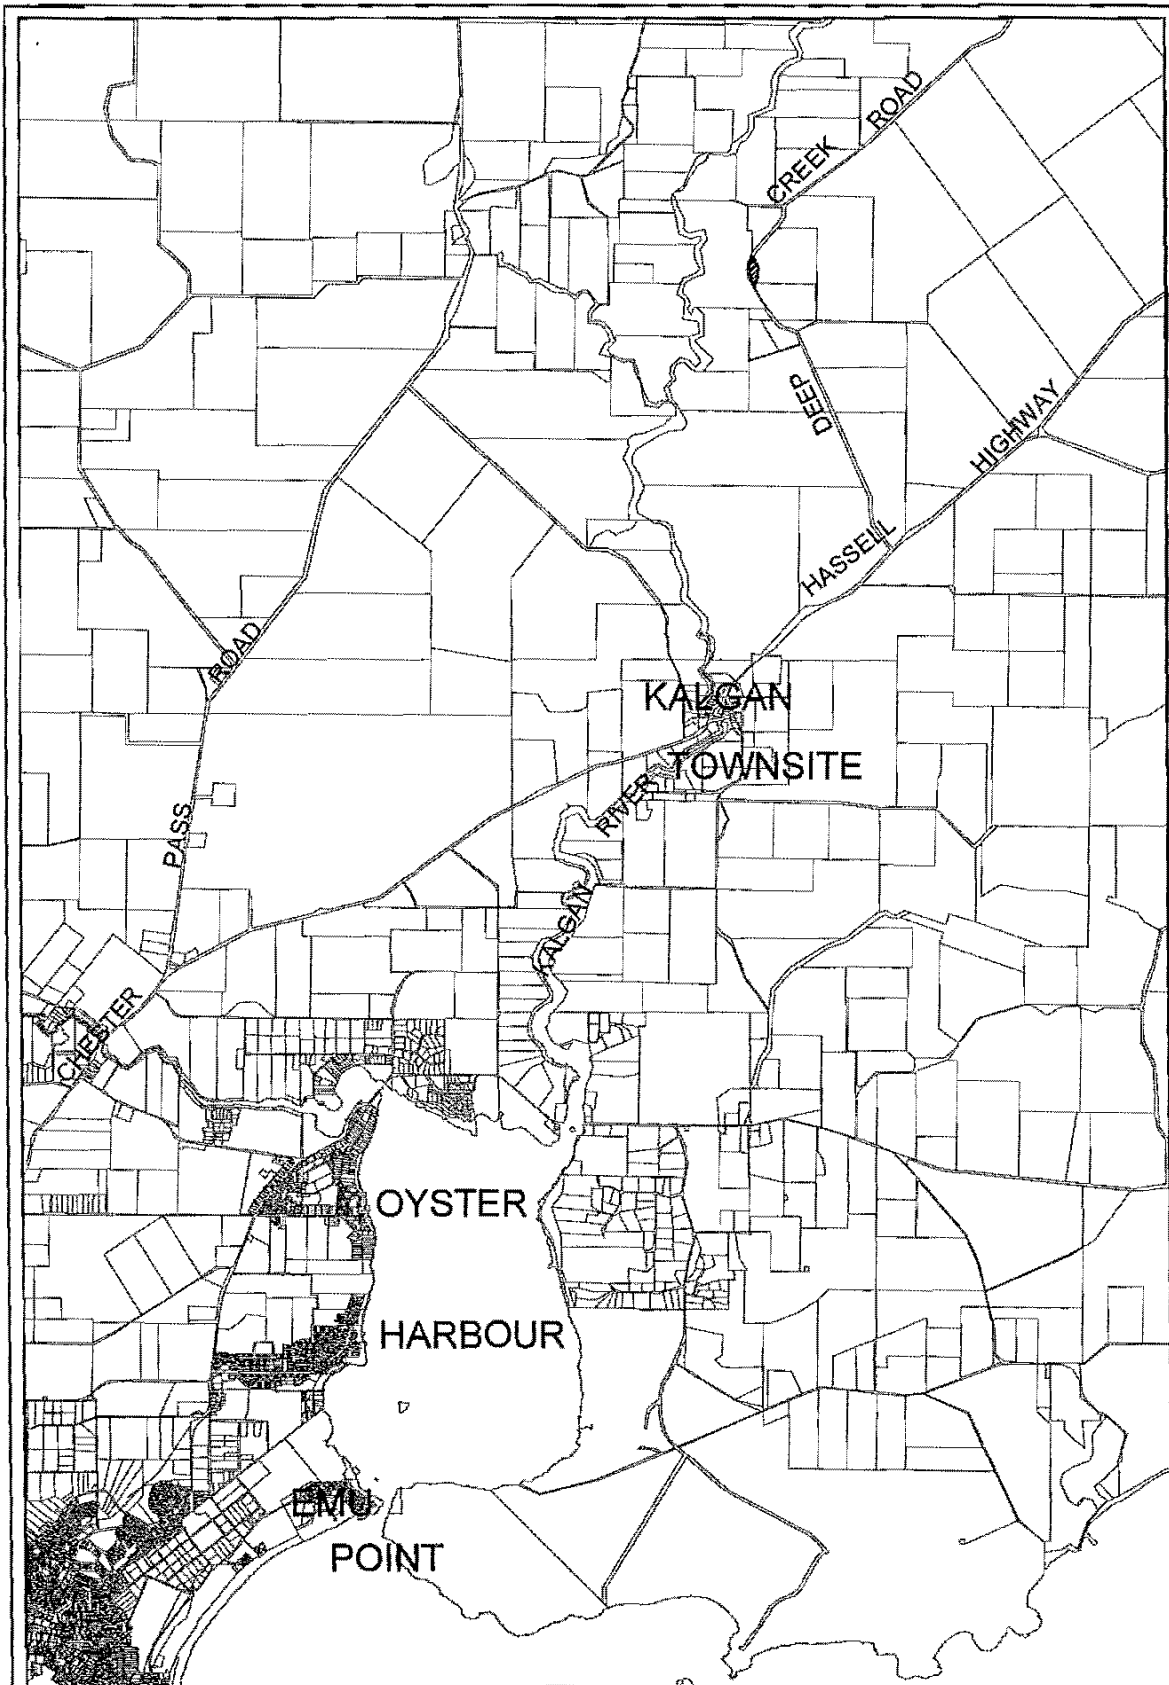 CREEK ROAD
DEEP
HASSELL HIGHWAY
ROAD
KALGAN
TOWNSITE
RIVER
PASS
KALGAN
CHESTER
OYSTER
HARBOUR
EMU
POINT